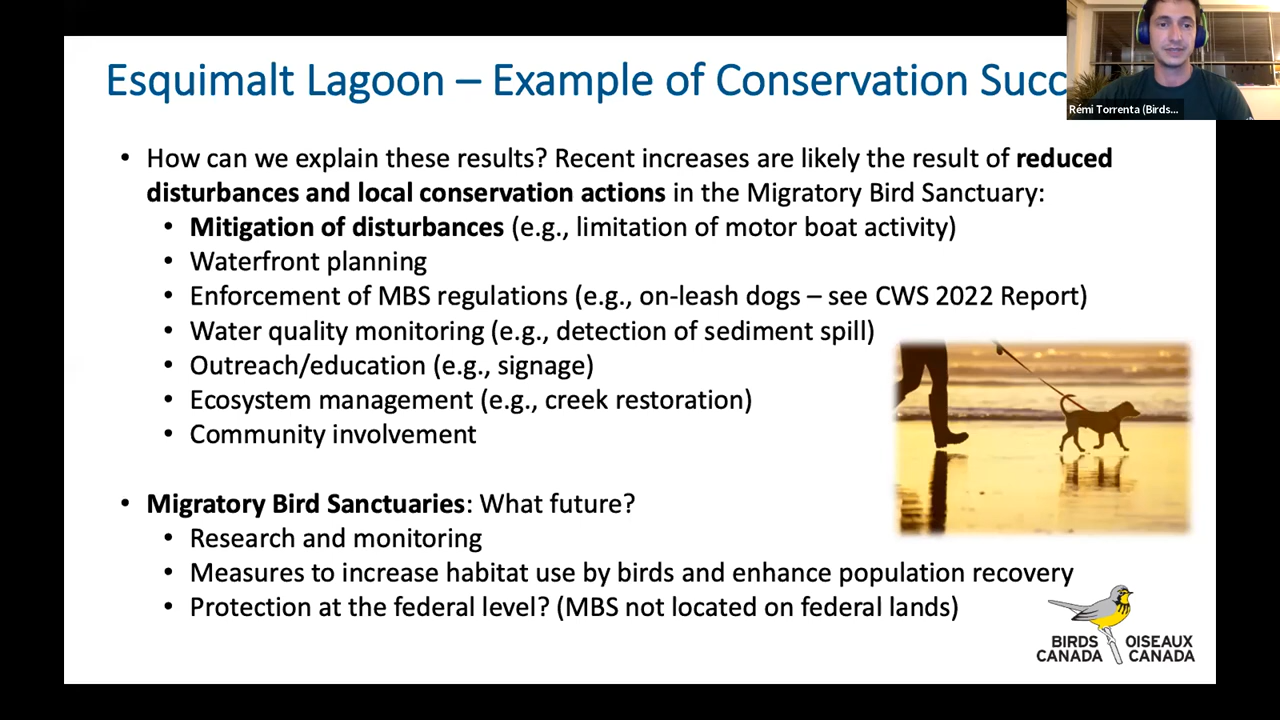 Esquimalt Lagoon – Example of Conservation Succ
Rémi Torrenta (Birds...
• How can we explain these results? Recent increases are likely the result of reduced
disturbances and local conservation actions in the Migratory Bird Sanctuary:
• Mitigation of disturbances (e.g., limitation of motor boat activity)
• Waterfront planning
• Enforcement of MBS regulations (e.g., on-leash dogs – see CWS 2022 Report)
• Water quality monitoring (e.g., detection of sediment spill)
• Outreach/education (e.g., signage)
• Ecosystem management (e.g., creek restoration)
• Community involvement
• Migratory Bird Sanctuaries: What future?
• Research and monitoring
• Measures to increase habitat use by birds and enhance population recovery
• Protection at the federal level? (MBS not located on federal lands)
BIRDS CANADA
OISEAUX CANADA